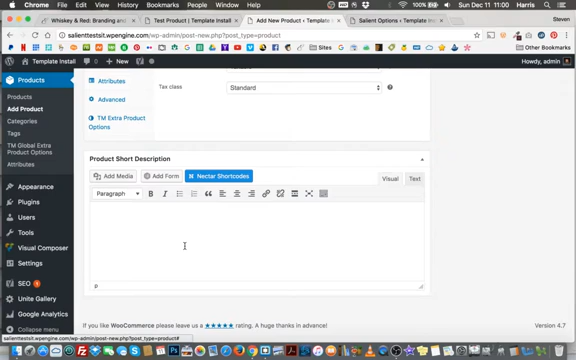 Chrome File Edit View History Bookmarks People Window Help
100% Sun Dec 11 11:00 Harris
Whiskey & Red: Branding and
Test Product | Template Install
Add New Product ‹ Template I
Salient Options ‹ Template Ins
Steven
salientestsit.wpengine.com/wp-admin/post-new.php?post_type=product
Sites
Other Bookmarks
Template Install 3 New
Howdy, admin
Products
Products
Add Product
Categories
Tags
TM Global Extra
Product Options
Attributes
Appearance
Plugins
Users
Tools
Visual Composer
Settings
SEO 1
Unite Gallery
Google Analytics
Collapse menu
Attributes
Advanced
TM Extra Product
Options
Tax class
Standard
Product Short Description
Add Media
Add Form
Nectar Shortcodes
Visual
Text
Paragraph
B I
p
If you like WooCommerce please leave us a ★★★★★ rating. A huge thanks in advance!
Version 4.7
salientestsit.wpengine.com/wp-admin/post-new.php?post_type=product#